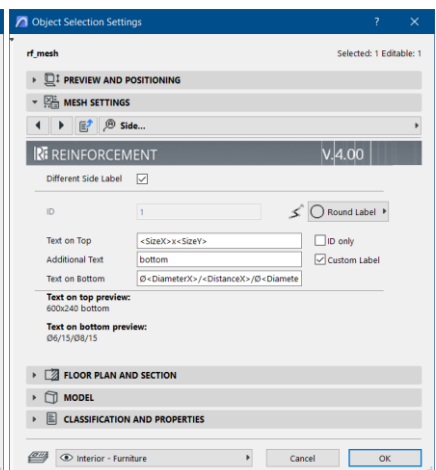 Object Selection Settings ? ×
rf_mesh Selected: 1 Editable: 1
PREVIEW AND POSITIONING
MESH SETTINGS
Side...
REINFORCEMENT V.4.00
Different Side Label
ID 1 Round Label
Text on Top <SizeX>x<SizeY> ID only
Additional Text bottom Custom Label
Text on Bottom Ø<DiameterX>/<DistanceX>/Ø<Diamete
Text on top preview:
600x240 bottom
Text on bottom preview:
Ø6/15/Ø8/15
FLOOR PLAN AND SECTION
MODEL
CLASSIFICATION AND PROPERTIES
Interior - Furniture Cancel OK